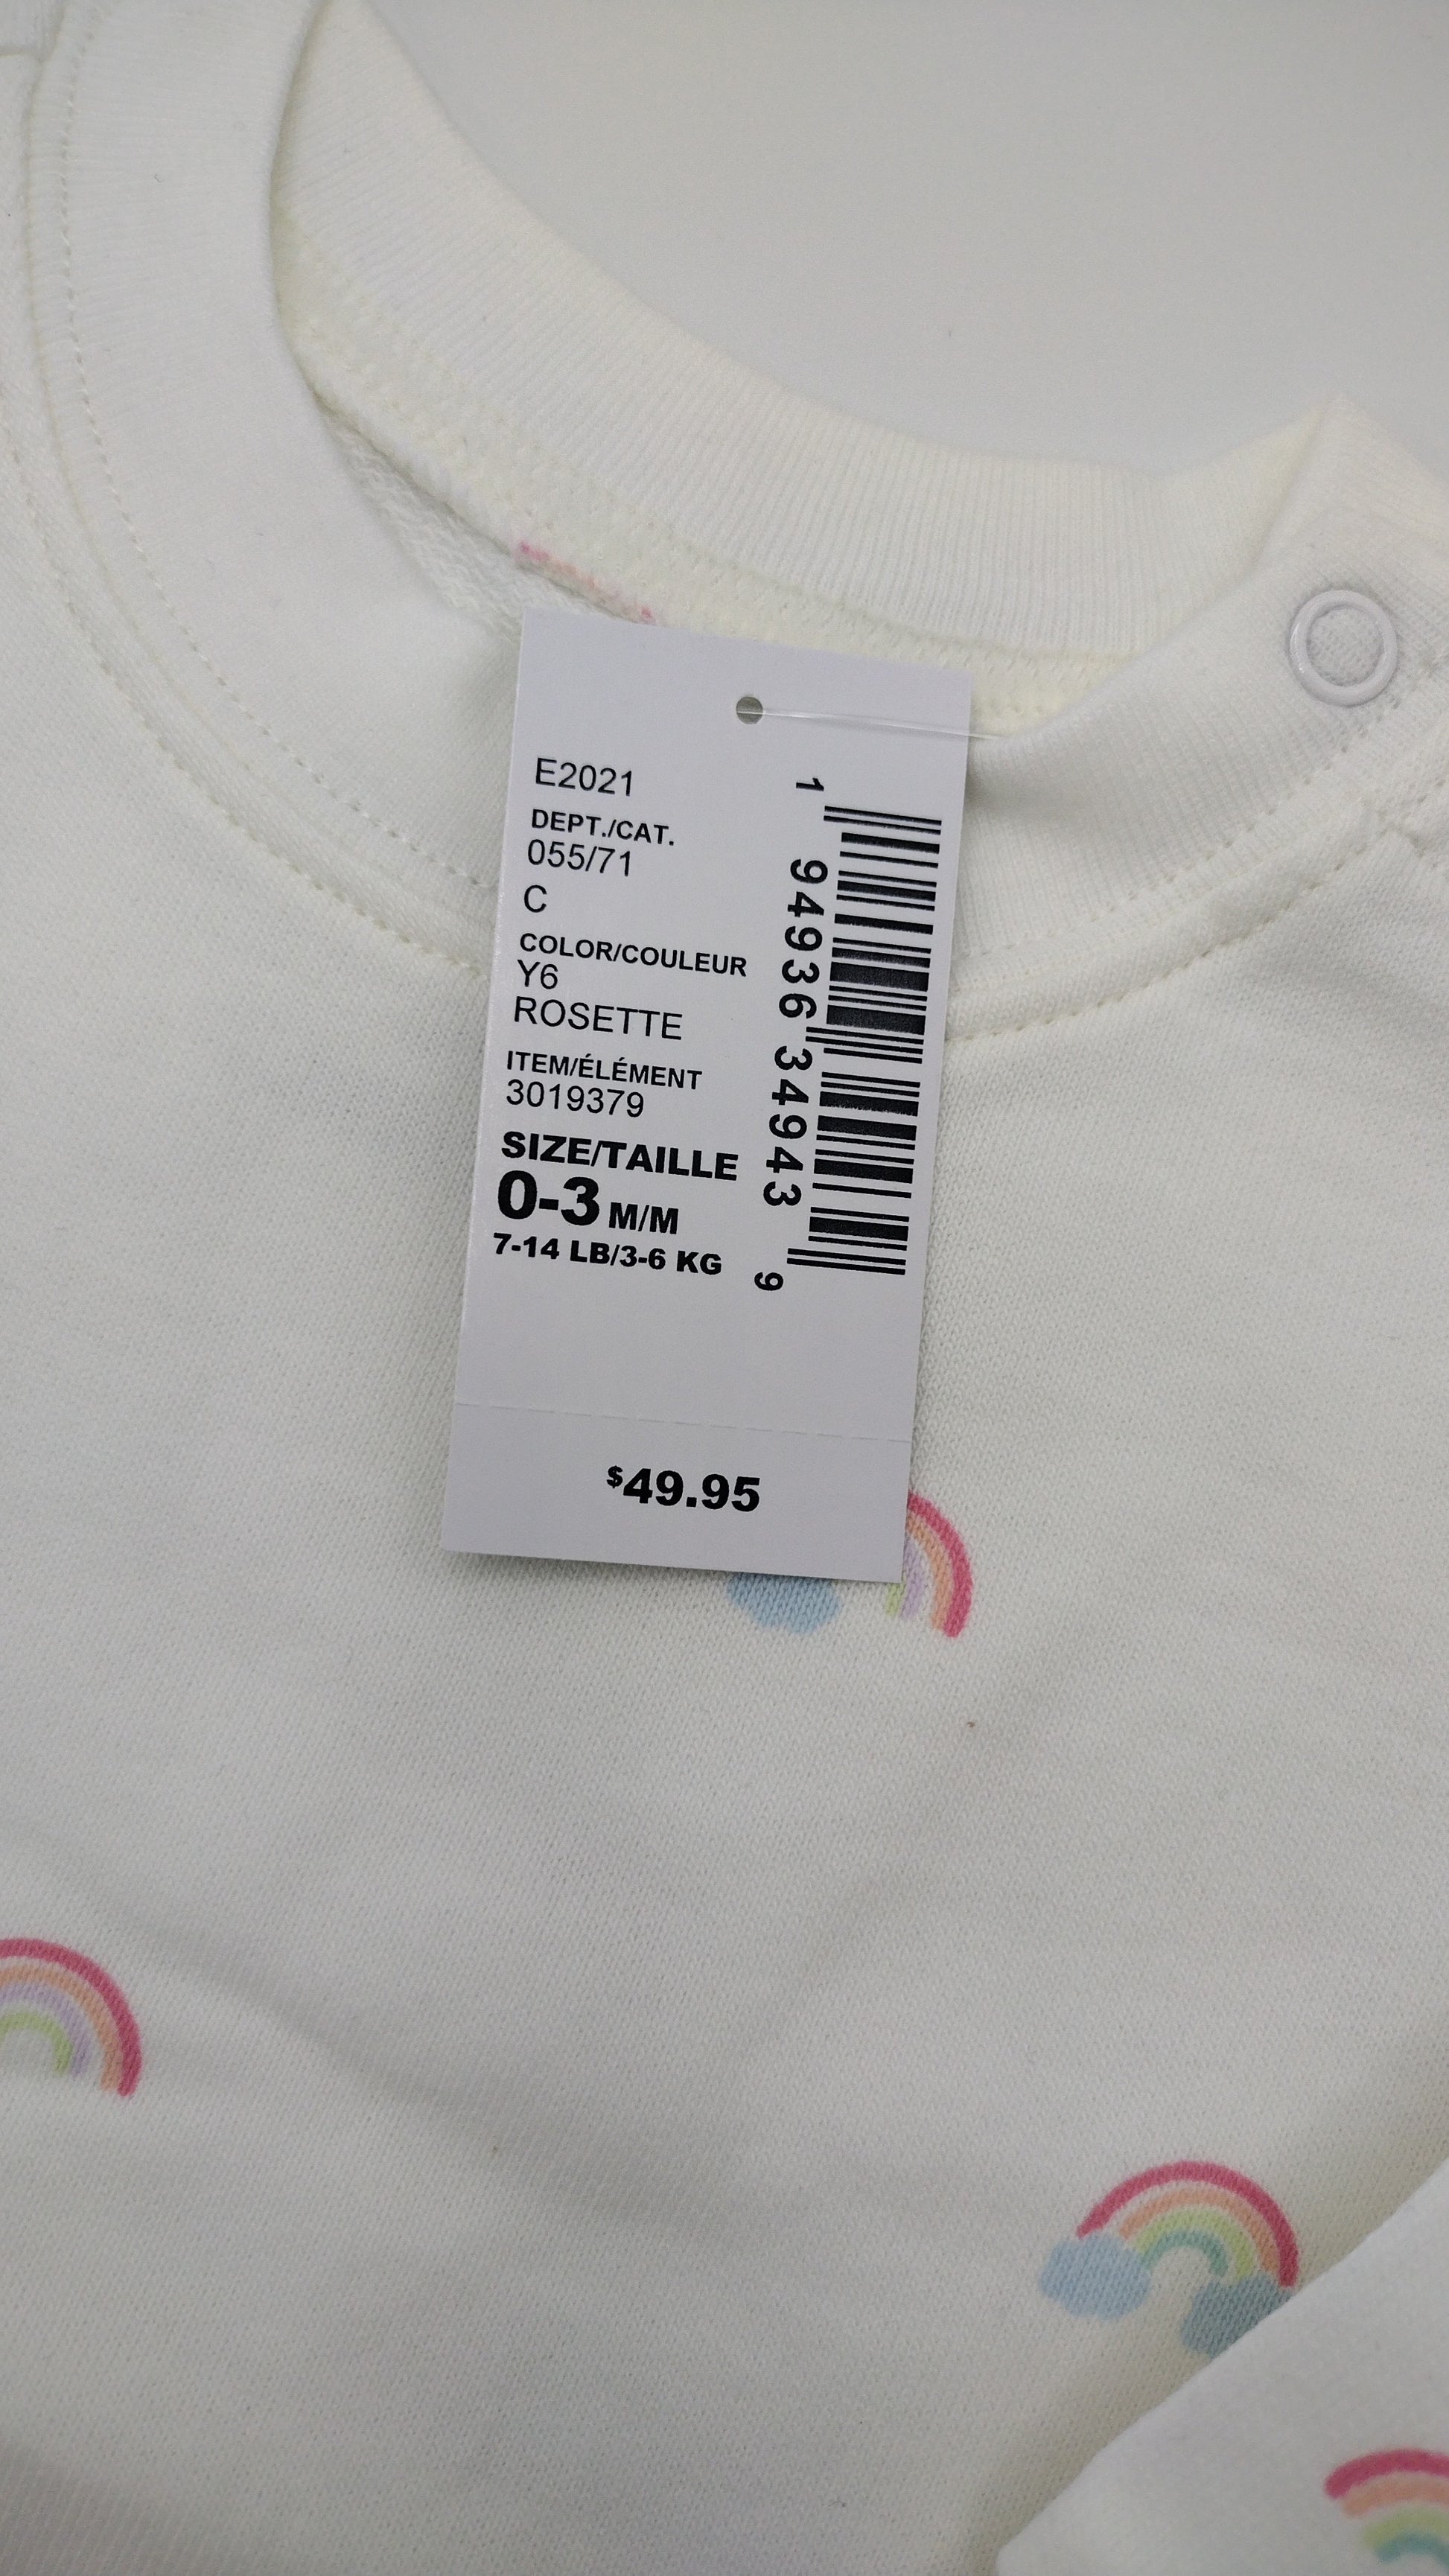 E2021
DEPT./CAT.
055/71
C
COLOR/COULEUR
Y6
ROSETTE
ITEM/ÉLÉMENT
3019379
SIZE/TAILLE
0-3 M/M
7-14 LB/3-6 KG
1 94936 34943 9
$49.95